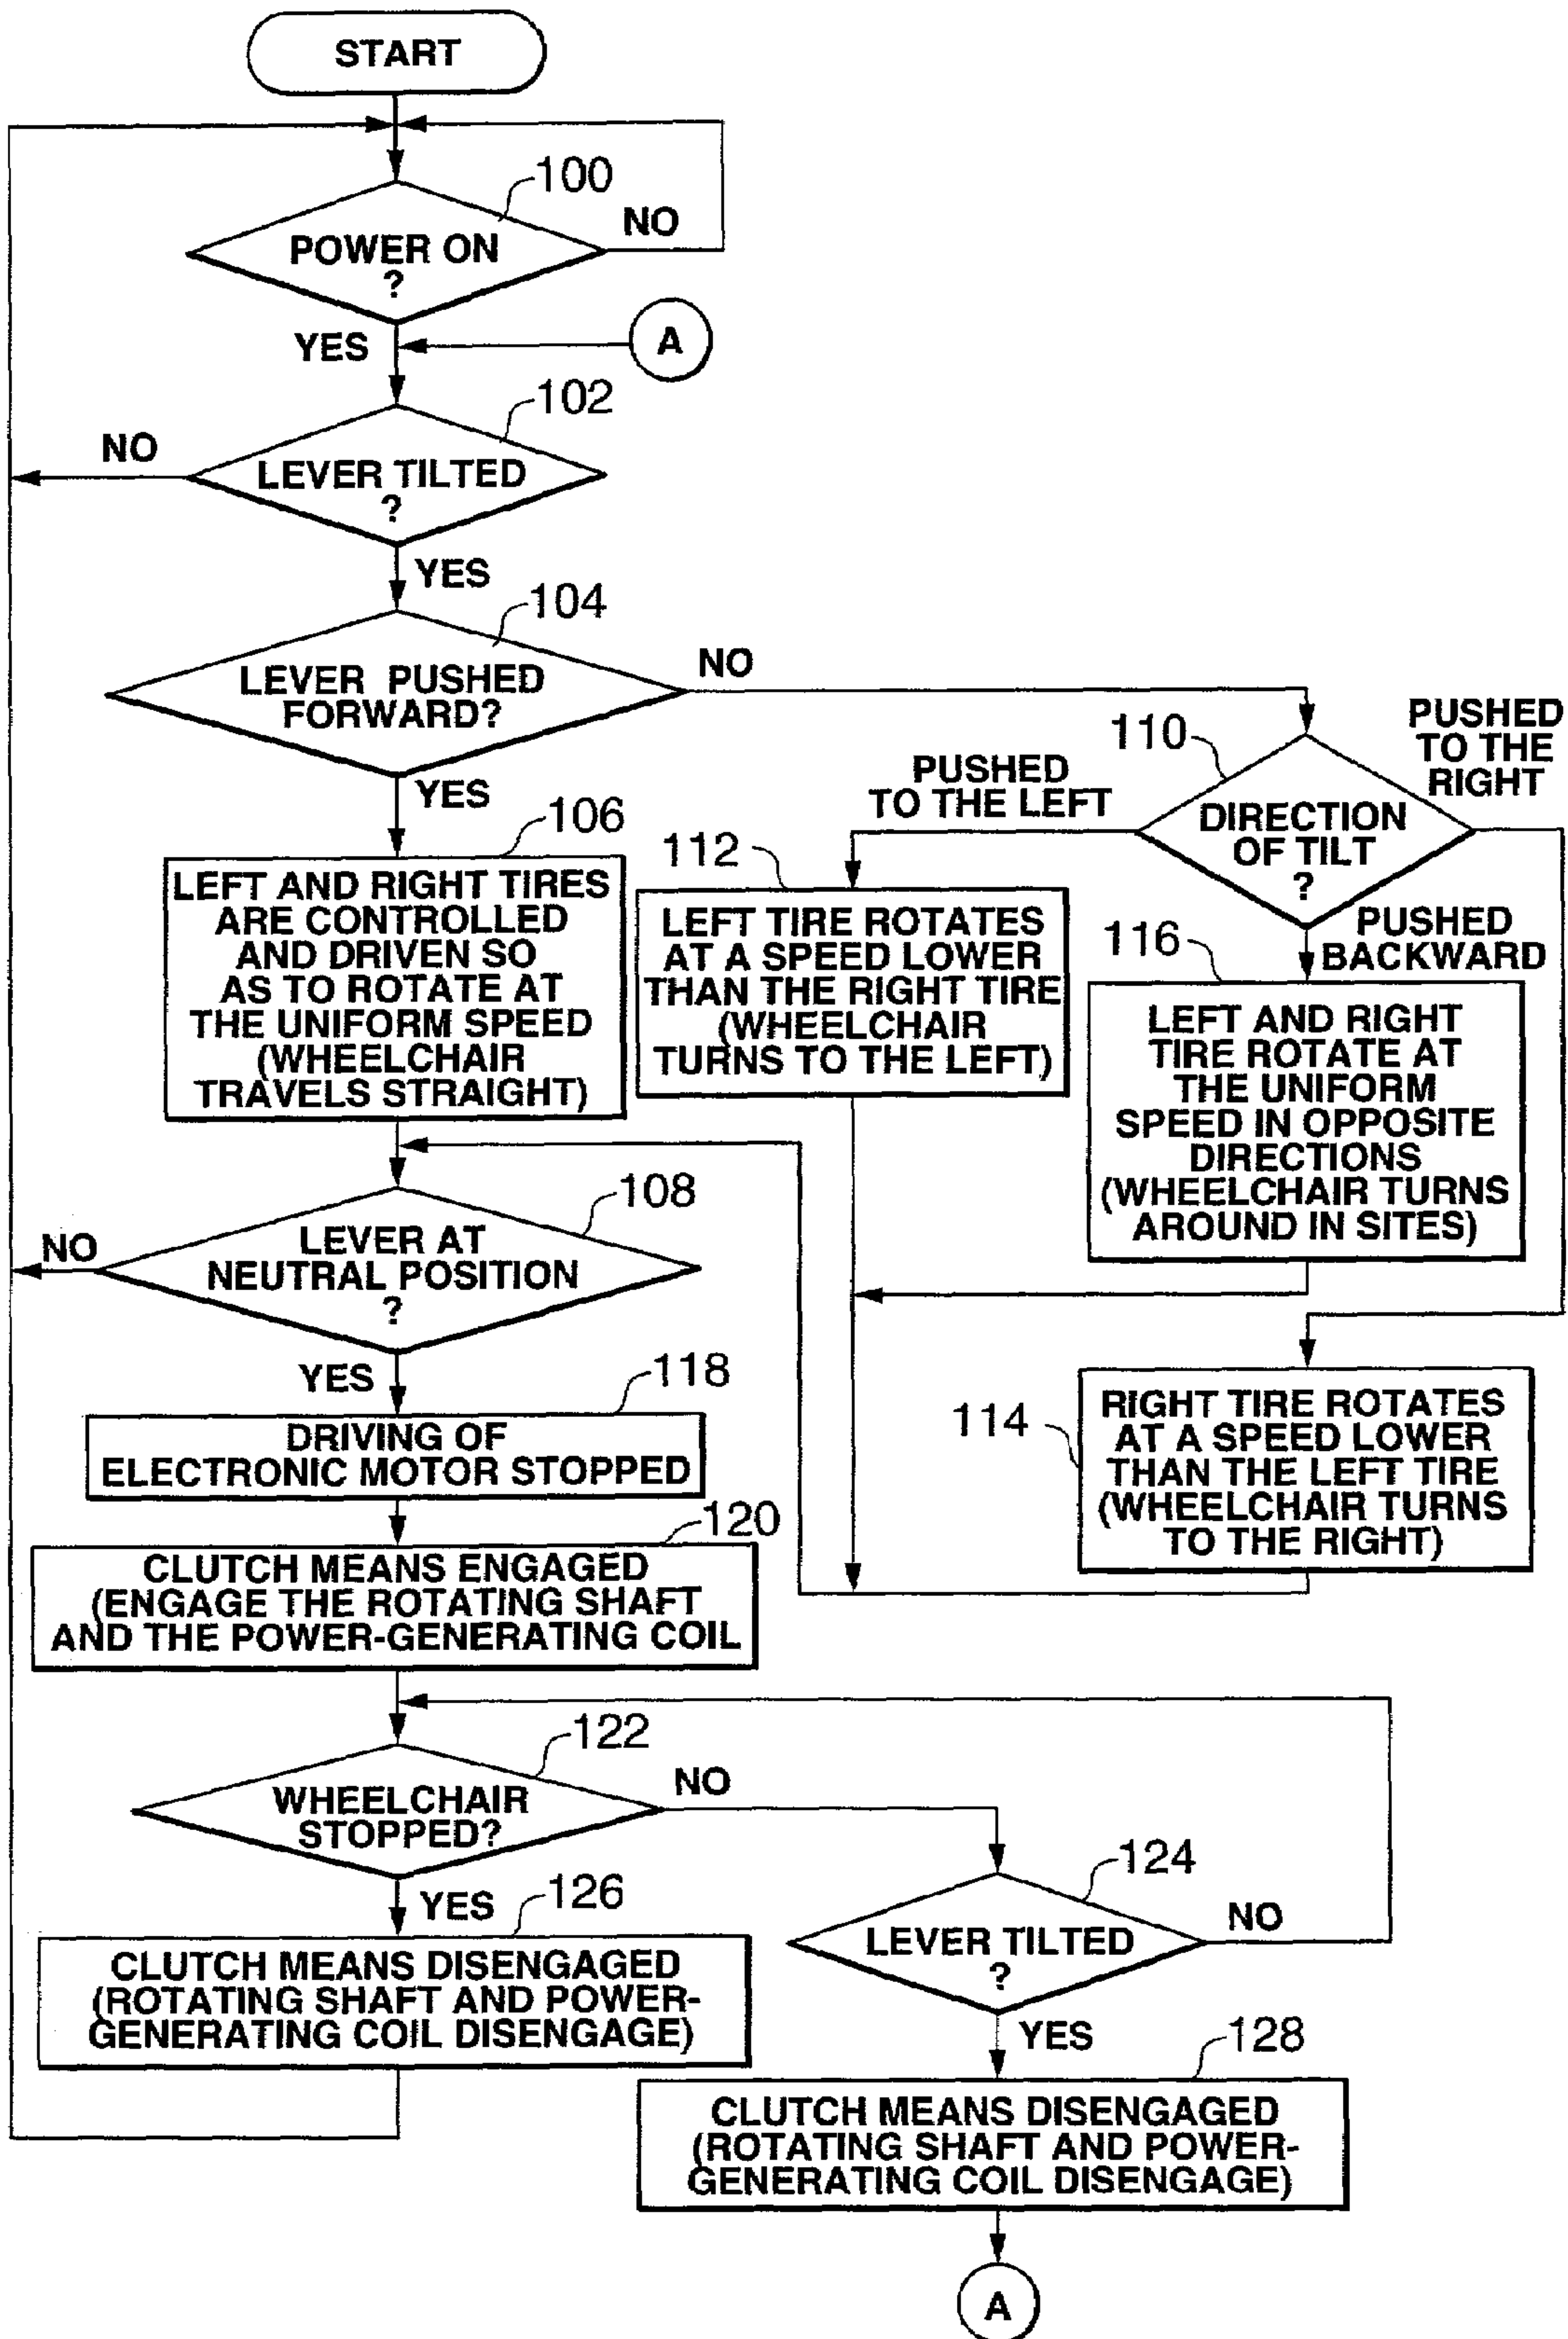 START
100
NO
POWER ON
?
YES
A
102
NO
LEVER TILTED
?
YES
104
LEVER PUSHED
FORWARD?
NO
YES
110
PUSHED
TO THE
RIGHT
PUSHED
TO THE LEFT
DIRECTION
OF TILT
?
106
LEFT AND RIGHT TIRES
ARE CONTROLLED
AND DRIVEN SO
AS TO ROTATE AT
THE UNIFORM SPEED
(WHEELCHAIR
TRAVELS STRAIGHT)
112
LEFT TIRE ROTATES
AT A SPEED LOWER
THAN THE RIGHT TIRE
(WHEELCHAIR
TURNS TO THE LEFT)
116
PUSHED
BACKWARD
LEFT AND RIGHT
TIRE ROTATE AT
THE UNIFORM
SPEED IN OPPOSITE
DIRECTIONS
(WHEELCHAIR TURNS
AROUND IN SITES)
108
NO
LEVER AT
NEUTRAL POSITION
?
YES
114
RIGHT TIRE ROTATES
AT A SPEED LOWER
THAN THE LEFT TIRE
(WHEELCHAIR TURNS
TO THE RIGHT)
118
DRIVING OF
ELECTRONIC MOTOR STOPPED
120
CLUTCH MEANS ENGAGED
(ENGAGE THE ROTATING SHAFT
AND THE POWER-GENERATING COIL
122
WHEELCHAIR
STOPPED?
NO
YES
124
LEVER TILTED
?
NO
YES
126
CLUTCH MEANS DISENGAGED
(ROTATING SHAFT AND POWER-
GENERATING COIL DISENGAGE)
128
CLUTCH MEANS DISENGAGED
(ROTATING SHAFT AND POWER-
GENERATING COIL DISENGAGE)
A